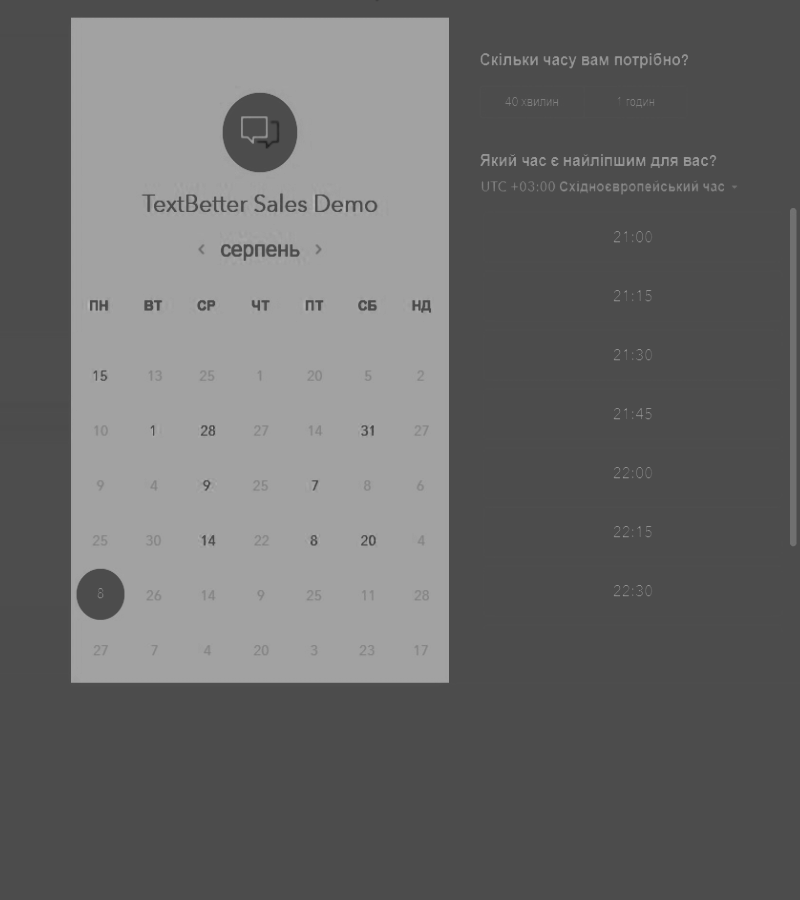 TextBetter Sales Demo
‹ серпень ›
ПН ВТ СР ЧТ ПТ СБ НД
15 13 25 1 20 5 2
10 1 28 27 14 31 27
9 4 9 25 7 8 6
25 30 14 22 8 20 4
8 26 14 9 25 11 28
27 7 4 20 3 23 17
Скільки часу вам потрібно?
40 хвилин 1 годин
Який час є найліпшим для вас?
UTC +03:00 Східноєвропейський час
21:00
21:15
21:30
21:45
22:00
22:15
22:30